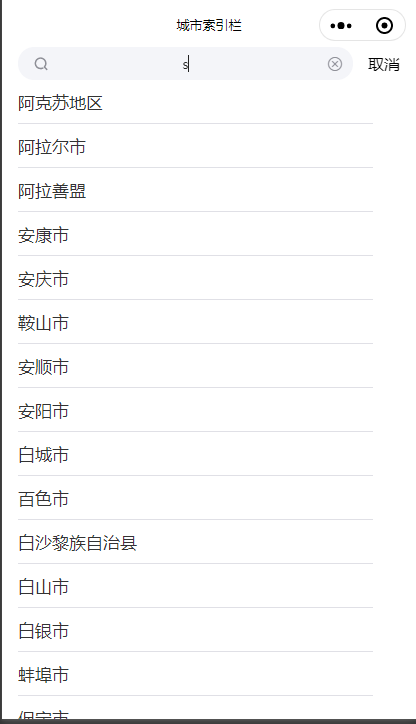 城市索引栏
s
取消
阿克苏地区
阿拉尔市
阿拉善盟
安康市
安庆市
鞍山市
安顺市
安阳市
白城市
百色市
白沙黎族自治县
白山市
白银市
蚌埠市
保定市